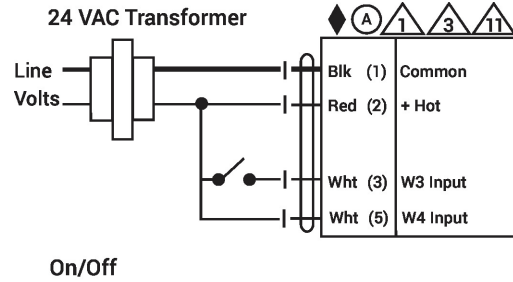 24 VAC Transformer
A 1 3 11
Line
Volts
Blk (1) Common
Red (2) + Hot
Wht (3) W3 Input
Wht (5) W4 Input
On/Off